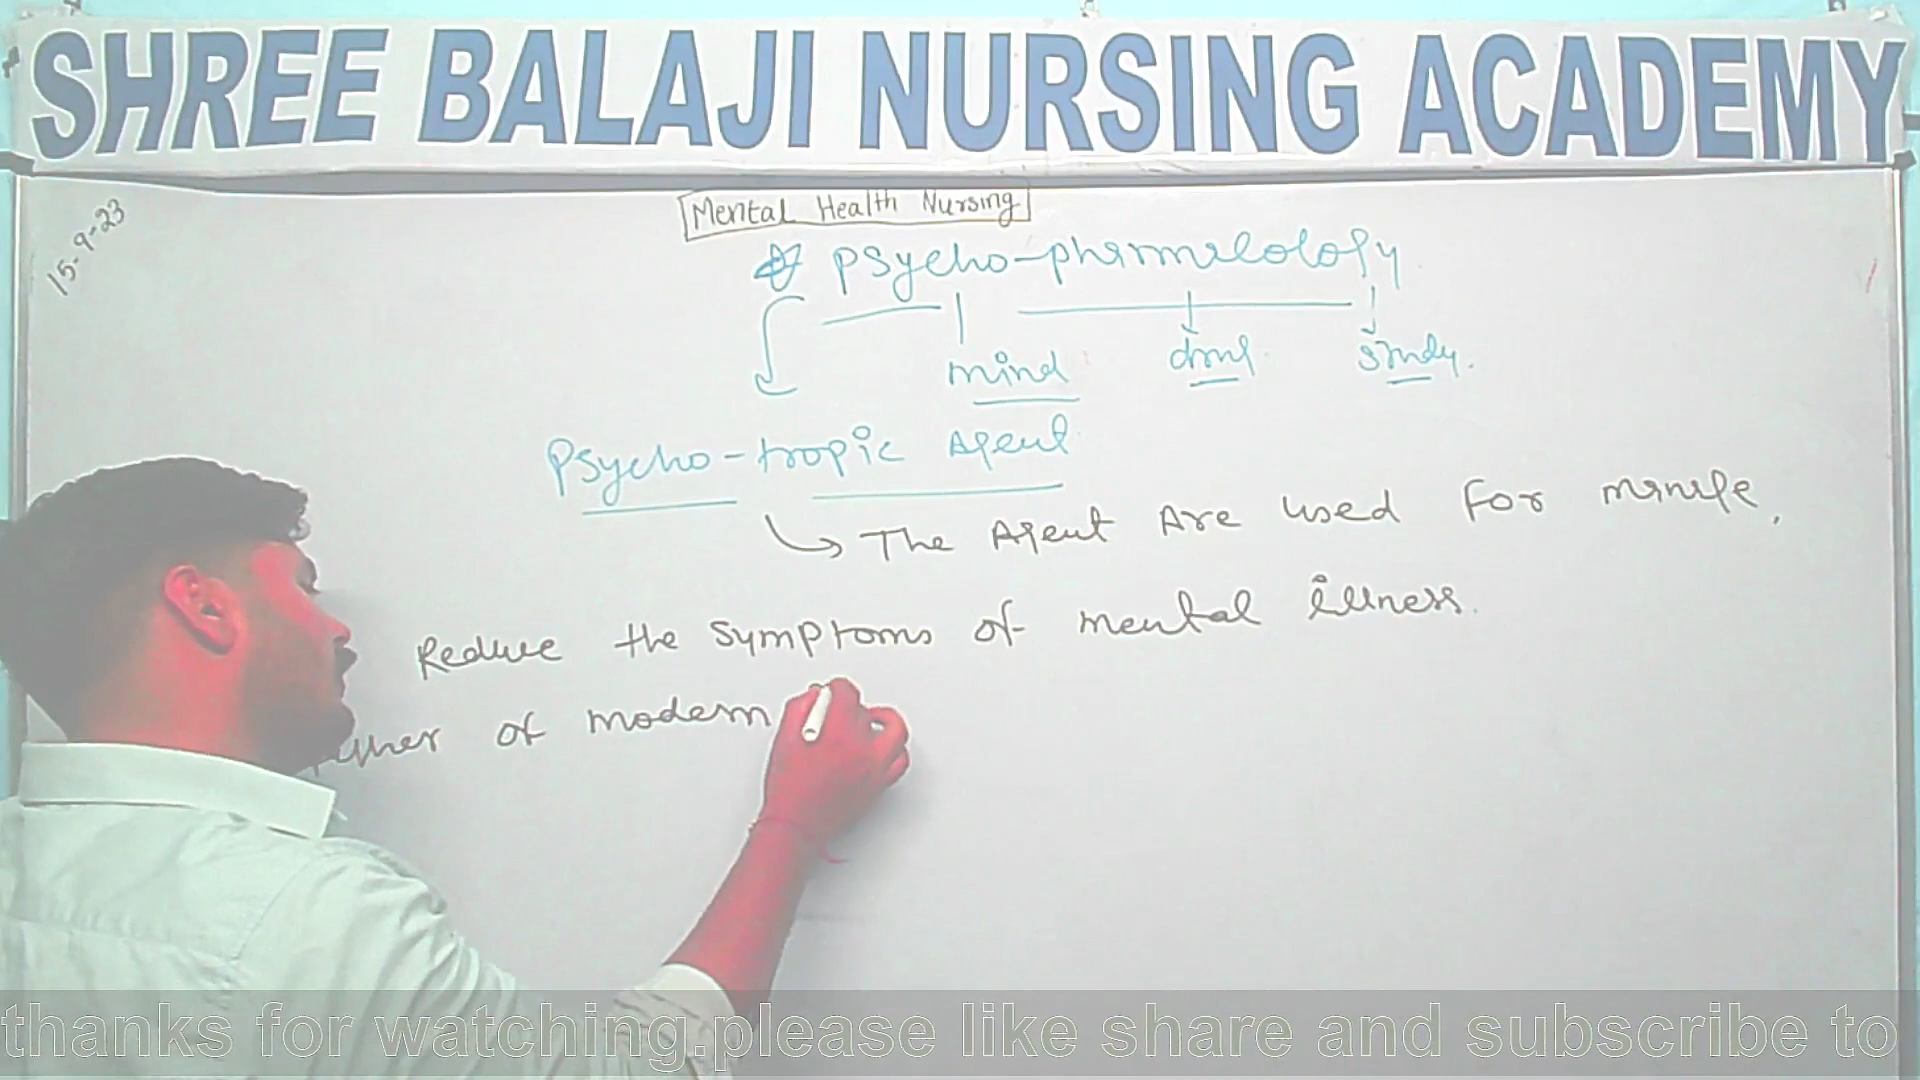 SHREE BALAJI NURSING ACADEMY
15-9-23
Mental Health Nursing
Psycho-pharmacology
mind drug study.
Psycho-tropic Agent
The Agent Are used For manage,
Reduce the symptoms of mental illness.
of modern
thanks for watching.please like share and subscribe to